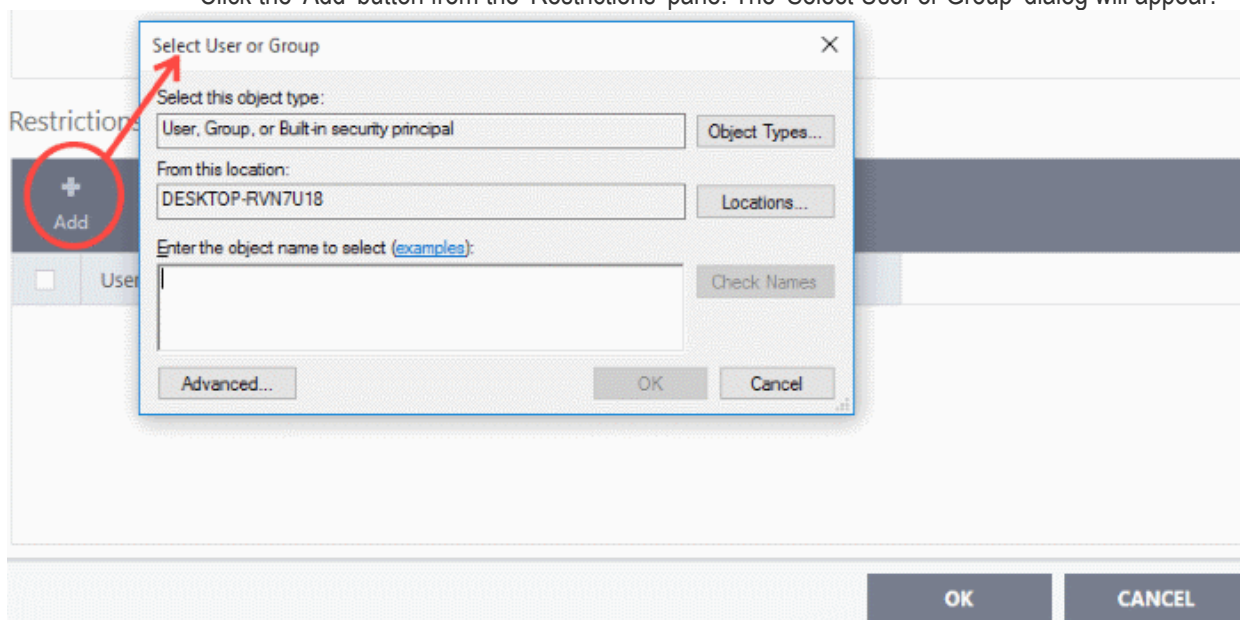 Click the 'Add' button from the 'Restrictions' pane. The 'Select User or Group' dialog will appear.
Select User or Group
Select this object type:
User, Group, or Built-in security principal
Object Types...
Restrictions
From this location:
DESKTOP-RVN7U18
Locations...
Add
Enter the object name to select (examples):
User
Check Names
Advanced...
OK
Cancel
OK
CANCEL